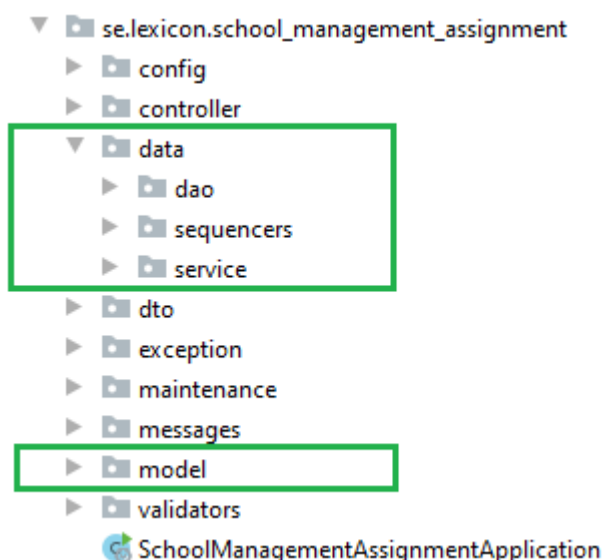 se.lexicon.school_management_assignment
config
controller
data
dao
sequencers
service
dto
exception
maintenance
messages
model
validators
SchoolManagementAssignmentApplication